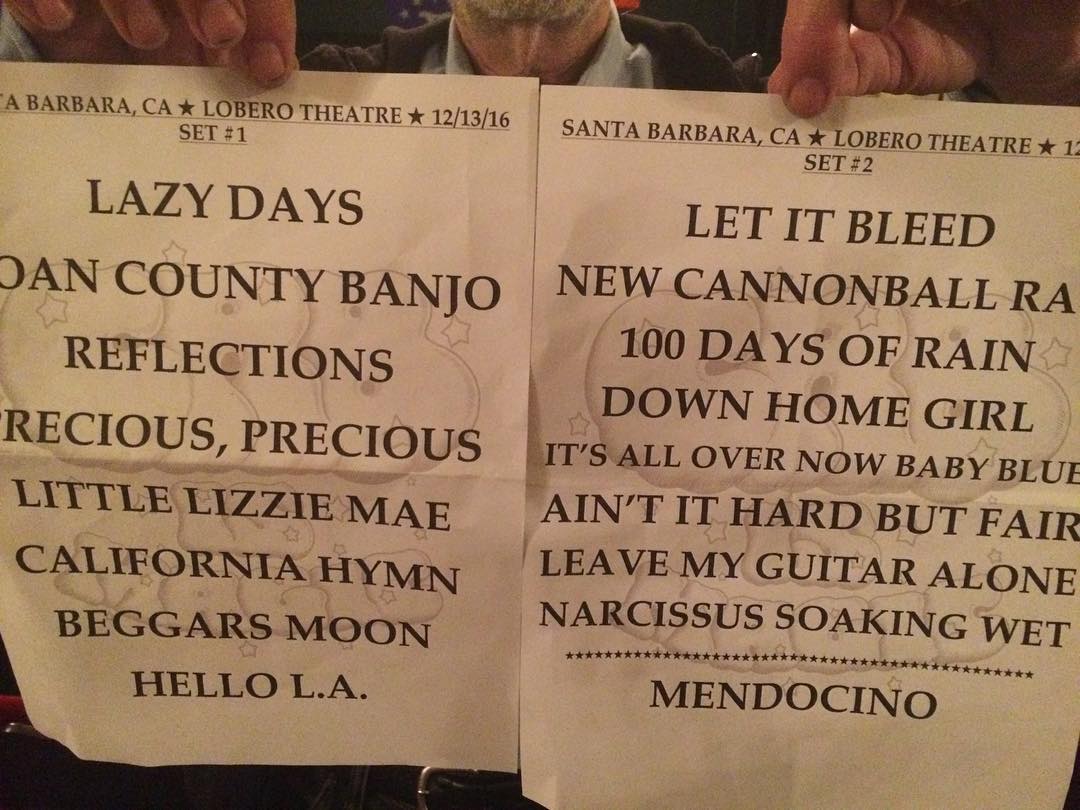 TA BARBARA, CA ★ LOBERO THEATRE ★ 12/13/16
SET #1
LAZY DAYS
OAN COUNTY BANJO
REFLECTIONS
PRECIOUS, PRECIOUS
LITTLE LIZZIE MAE
CALIFORNIA HYMN
BEGGARS MOON
HELLO L.A.
SANTA BARBARA, CA ★ LOBERO THEATRE ★ 12
SET #2
LET IT BLEED
NEW CANNONBALL RA
100 DAYS OF RAIN
DOWN HOME GIRL
IT'S ALL OVER NOW BABY BLUE
AIN'T IT HARD BUT FAIR
LEAVE MY GUITAR ALONE
NARCISSUS SOAKING WET
MENDOCINO